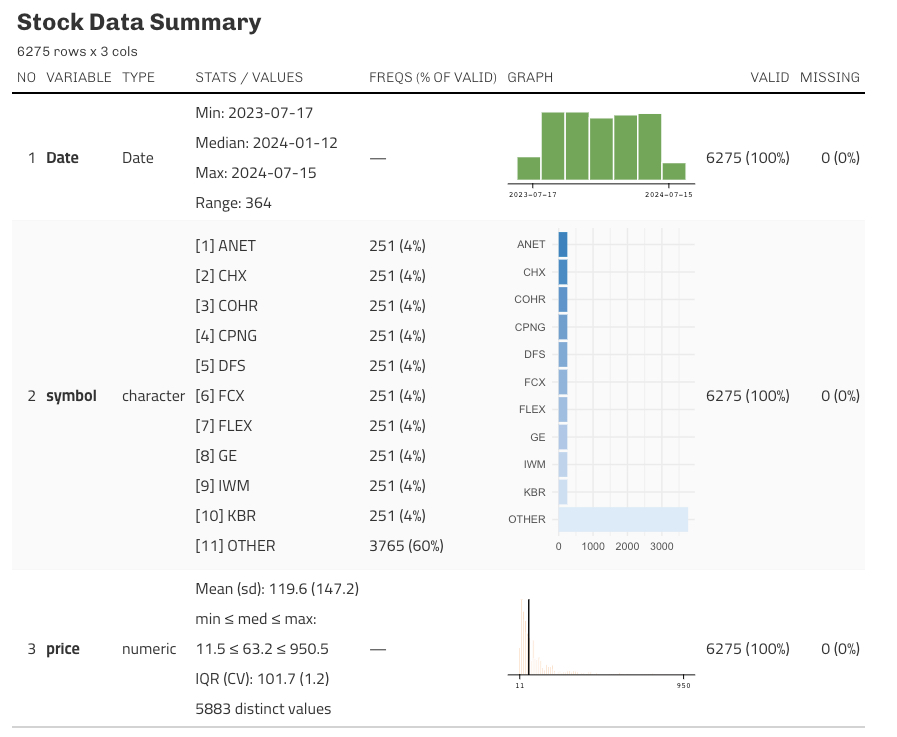 Stock Data Summary
6275 rows x 3 cols
NO VARIABLE TYPE STATS / VALUES FREQS (% OF VALID) GRAPH VALID MISSING
1 Date Date — 6275 (100%) 0 (0%)
Min: 2023-07-17
Median: 2024-01-12
Max: 2024-07-15
Range: 364
2023-07-17 2024-07-15
2 symbol character 6275 (100%) 0 (0%)
[1] ANET 251 (4%)
[2] CHX 251 (4%)
[3] COHR 251 (4%)
[4] CPNG 251 (4%)
[5] DFS 251 (4%)
[6] FCX 251 (4%)
[7] FLEX 251 (4%)
[8] GE 251 (4%)
[9] IWM 251 (4%)
[10] KBR 251 (4%)
[11] OTHER 3765 (60%)
ANET
CHX
COHR
CPNG
DFS
FCX
FLEX
GE
IWM
KBR
OTHER
0 1000 2000 3000
3 price numeric — 6275 (100%) 0 (0%)
Mean (sd): 119.6 (147.2)
min ≤ med ≤ max:
11.5 ≤ 63.2 ≤ 950.5
IQR (CV): 101.7 (1.2)
5883 distinct values
11 950